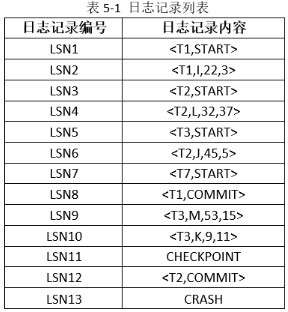 表 5-1 日志记录列表
日志记录编号 日志记录内容
LSN1 <T1,START>
LSN2 <T1,I,22,3>
LSN3 <T2,START>
LSN4 <T2,L,32,37>
LSN5 <T3,START>
LSN6 <T2,J,45,5>
LSN7 <T7,START>
LSN8 <T1,COMMIT>
LSN9 <T3,M,53,15>
LSN10 <T3,K,9,11>
LSN11 CHECKPOINT
LSN12 <T2,COMMIT>
LSN13 CRASH